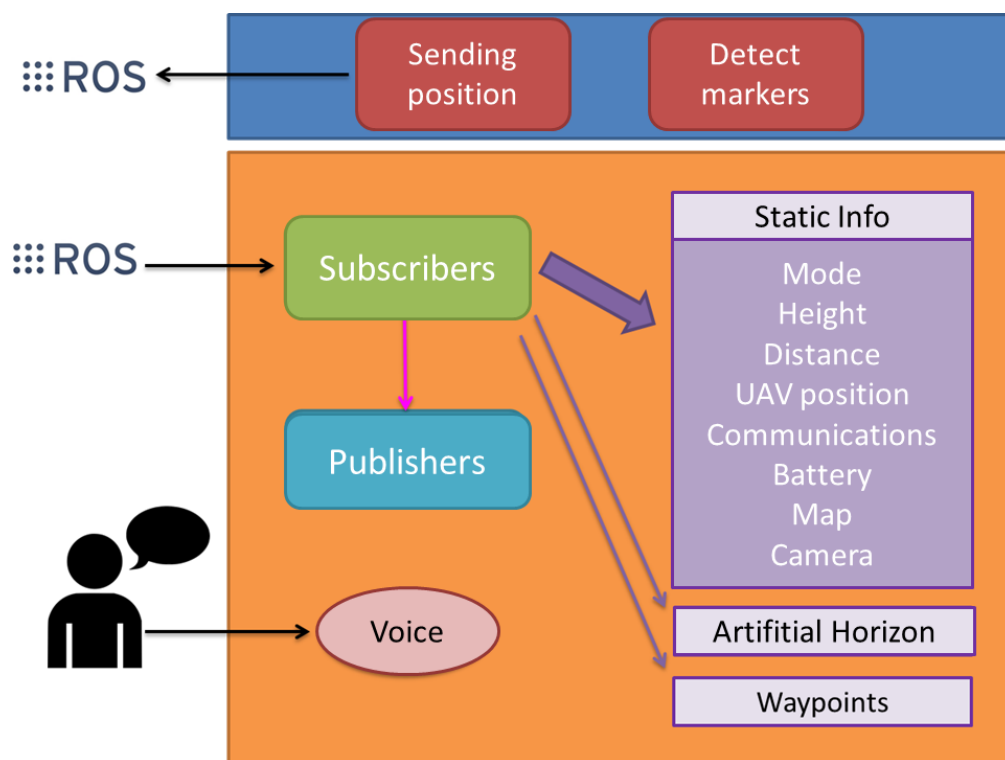 ROS
Sending
position
Detect
markers
ROS
Subscribers
Publishers
Voice
Static Info
Mode
Height
Distance
UAV position
Communications
Battery
Map
Camera
Artifitial Horizon
Waypoints